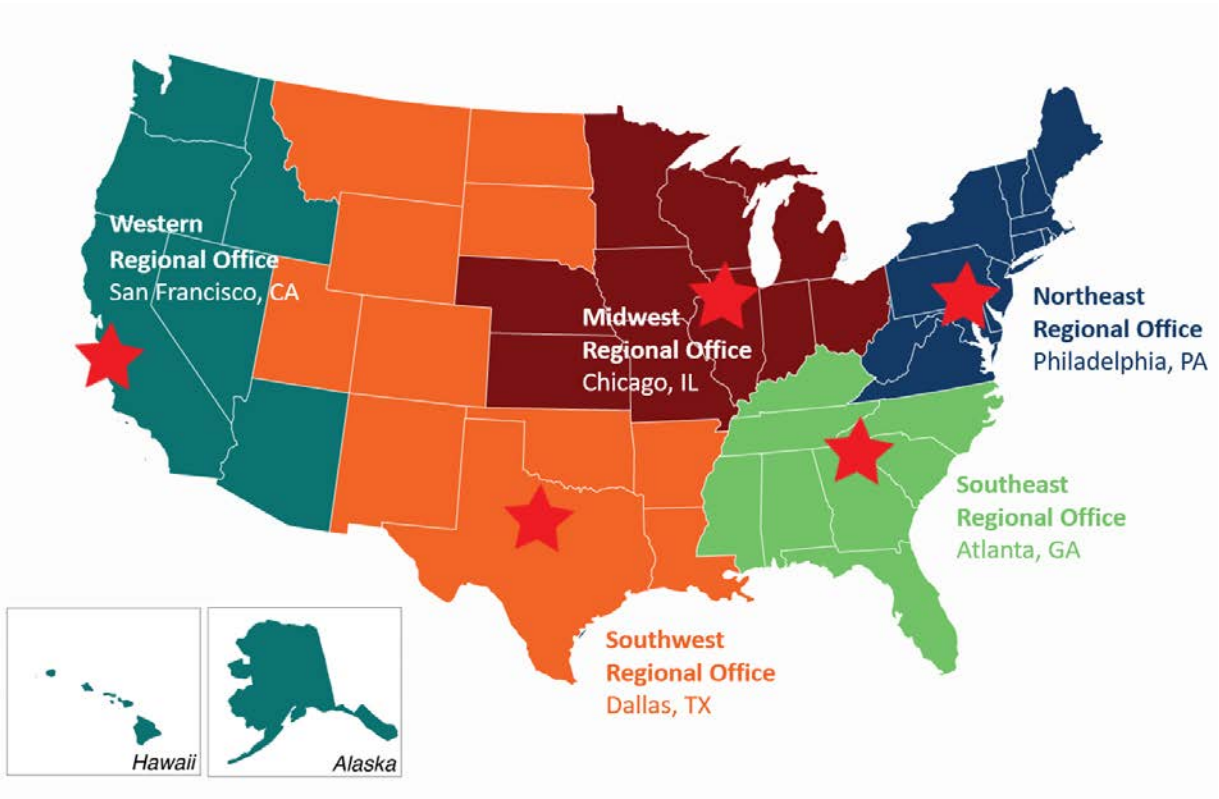 Western
Regional Office
San Francisco, CA
Midwest
Regional Office
Chicago, IL
Northeast
Regional Office
Philadelphia, PA
Southeast
Regional Office
Atlanta, GA
Southwest
Regional Office
Dallas, TX
Hawaii
Alaska